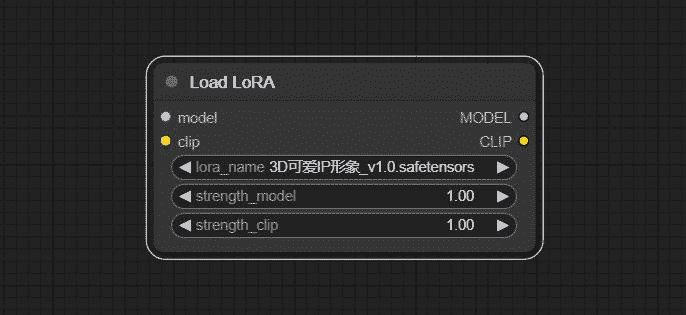 Load LoRA
model MODEL
clip CLIP
lora_name 3D可爱IP形象_v1.0.safetensors
strength_model 1.00
strength_clip 1.00